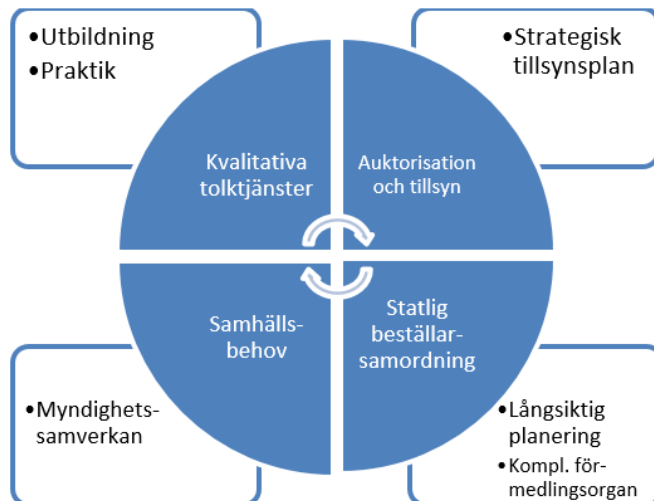 •Utbildning
•Praktik
•Strategisk
tillsynsplan
Kvalitativa
tolktjänster
Auktorisation
och tillsyn
Samhälls-
behov
Statlig
beställar-
samordning
•Myndighets-
samverkan
•Långsiktig
planering
•Kompl. för-
medlingsorgan